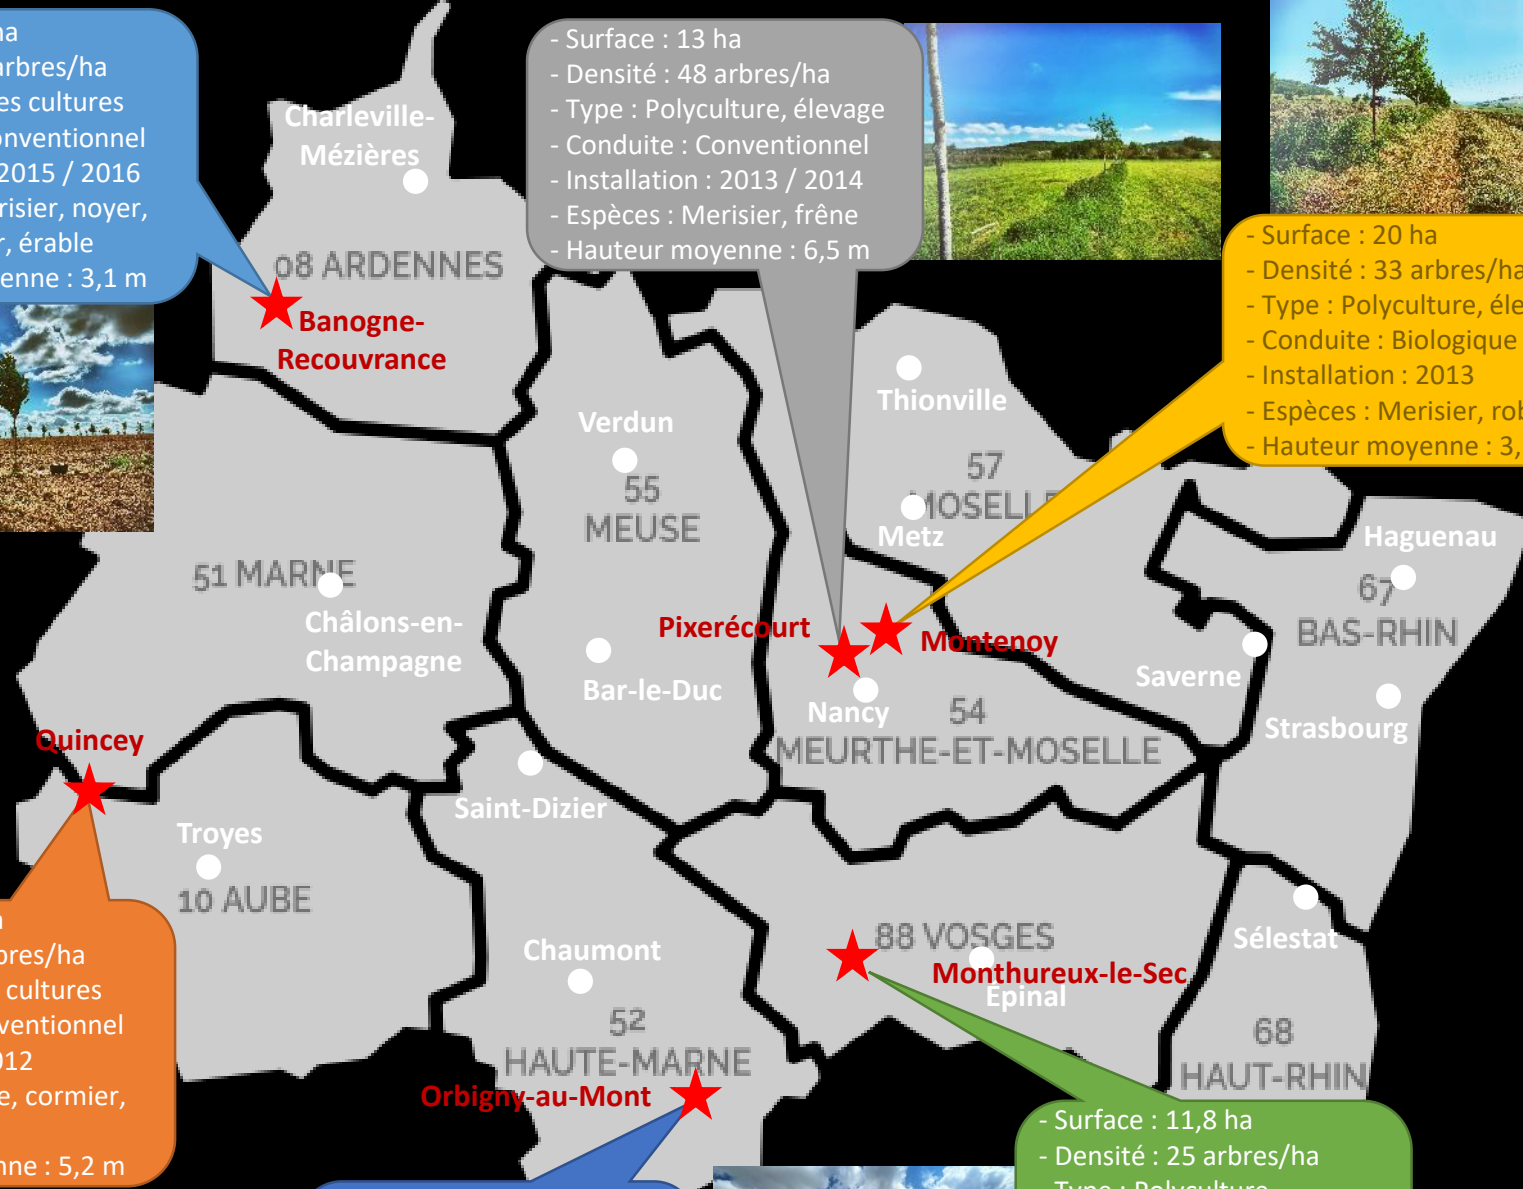 ha
arbres/ha
es cultures
onventionnel
2015 / 2016
risier, noyer,
r, érable
enne : 3,1 m
- Surface : 13 ha
- Densité : 48 arbres/ha
- Type : Polyculture, élevage
- Conduite : Conventionnel
- Installation : 2013 / 2014
- Espèces : Merisier, frêne
- Hauteur moyenne : 6,5 m
- Surface : 20 ha
- Densité : 33 arbres/ha
- Type : Polyculture, éle
- Conduite : Biologique
- Installation : 2013
- Espèces : Merisier, rob
- Hauteur moyenne : 3,
Charleville-
Mézières
08 ARDENNES
Banogne-
Recouvrance
Thionville
Verdun
55
MEUSE
57
MOSELLE
Metz
Haguenau
67
BAS-RHIN
51 MARNE
Châlons-en-
Champagne
Pixerécourt
Montenoy
Bar-le-Duc
Nancy
54
MEURTHE-ET-MOSELLE
Saverne
Strasbourg
Quincey
Saint-Dizier
Troyes
10 AUBE
Chaumont
52
HAUTE-MARNE
Orbigny-au-Mont
88 VOSGES
Monthureux-le-Sec
Epinal
Sélestat
68
HAUT-RHIN
bres/ha
cultures
ventionnel
012
e, cormier,
nne : 5,2 m
- Surface : 11,8 ha
- Densité : 25 arbres/ha
- Type : Polyculture